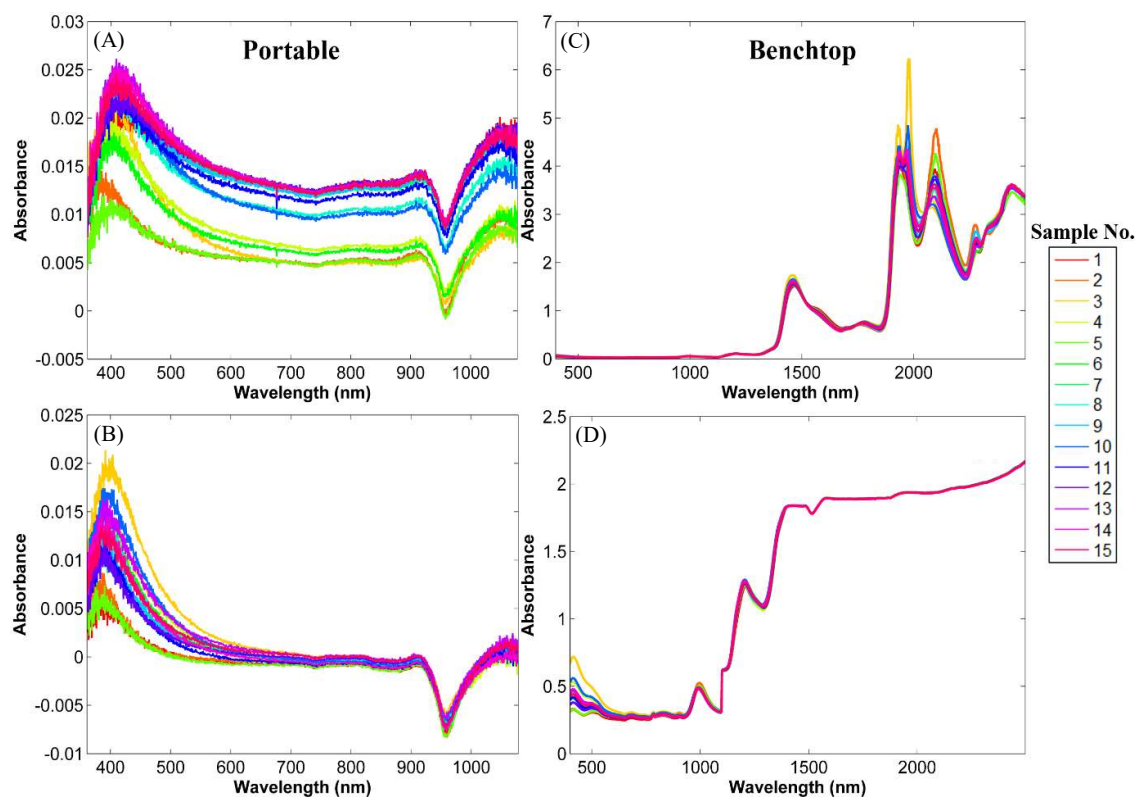 (A)
Portable
Absorbance
0.03
0.025
0.02
0.015
0.01
0.005
0
-0.005
400 500 600 700 800 900 1000
Wavelength (nm)
(C)
Benchtop
Absorbance
7
6
5
4
3
2
1
0
500 1000 1500 2000
Wavelength (nm)
(B)
Absorbance
0.025
0.02
0.015
0.01
0.005
0
-0.005
-0.01
400 500 600 700 800 900 1000
Wavelength (nm)
(D)
Absorbance
2.5
2
1.5
1
0.5
0
500 1000 1500 2000
Wavelength (nm)
Sample No.
1
2
3
4
5
6
7
8
9
10
11
12
13
14
15